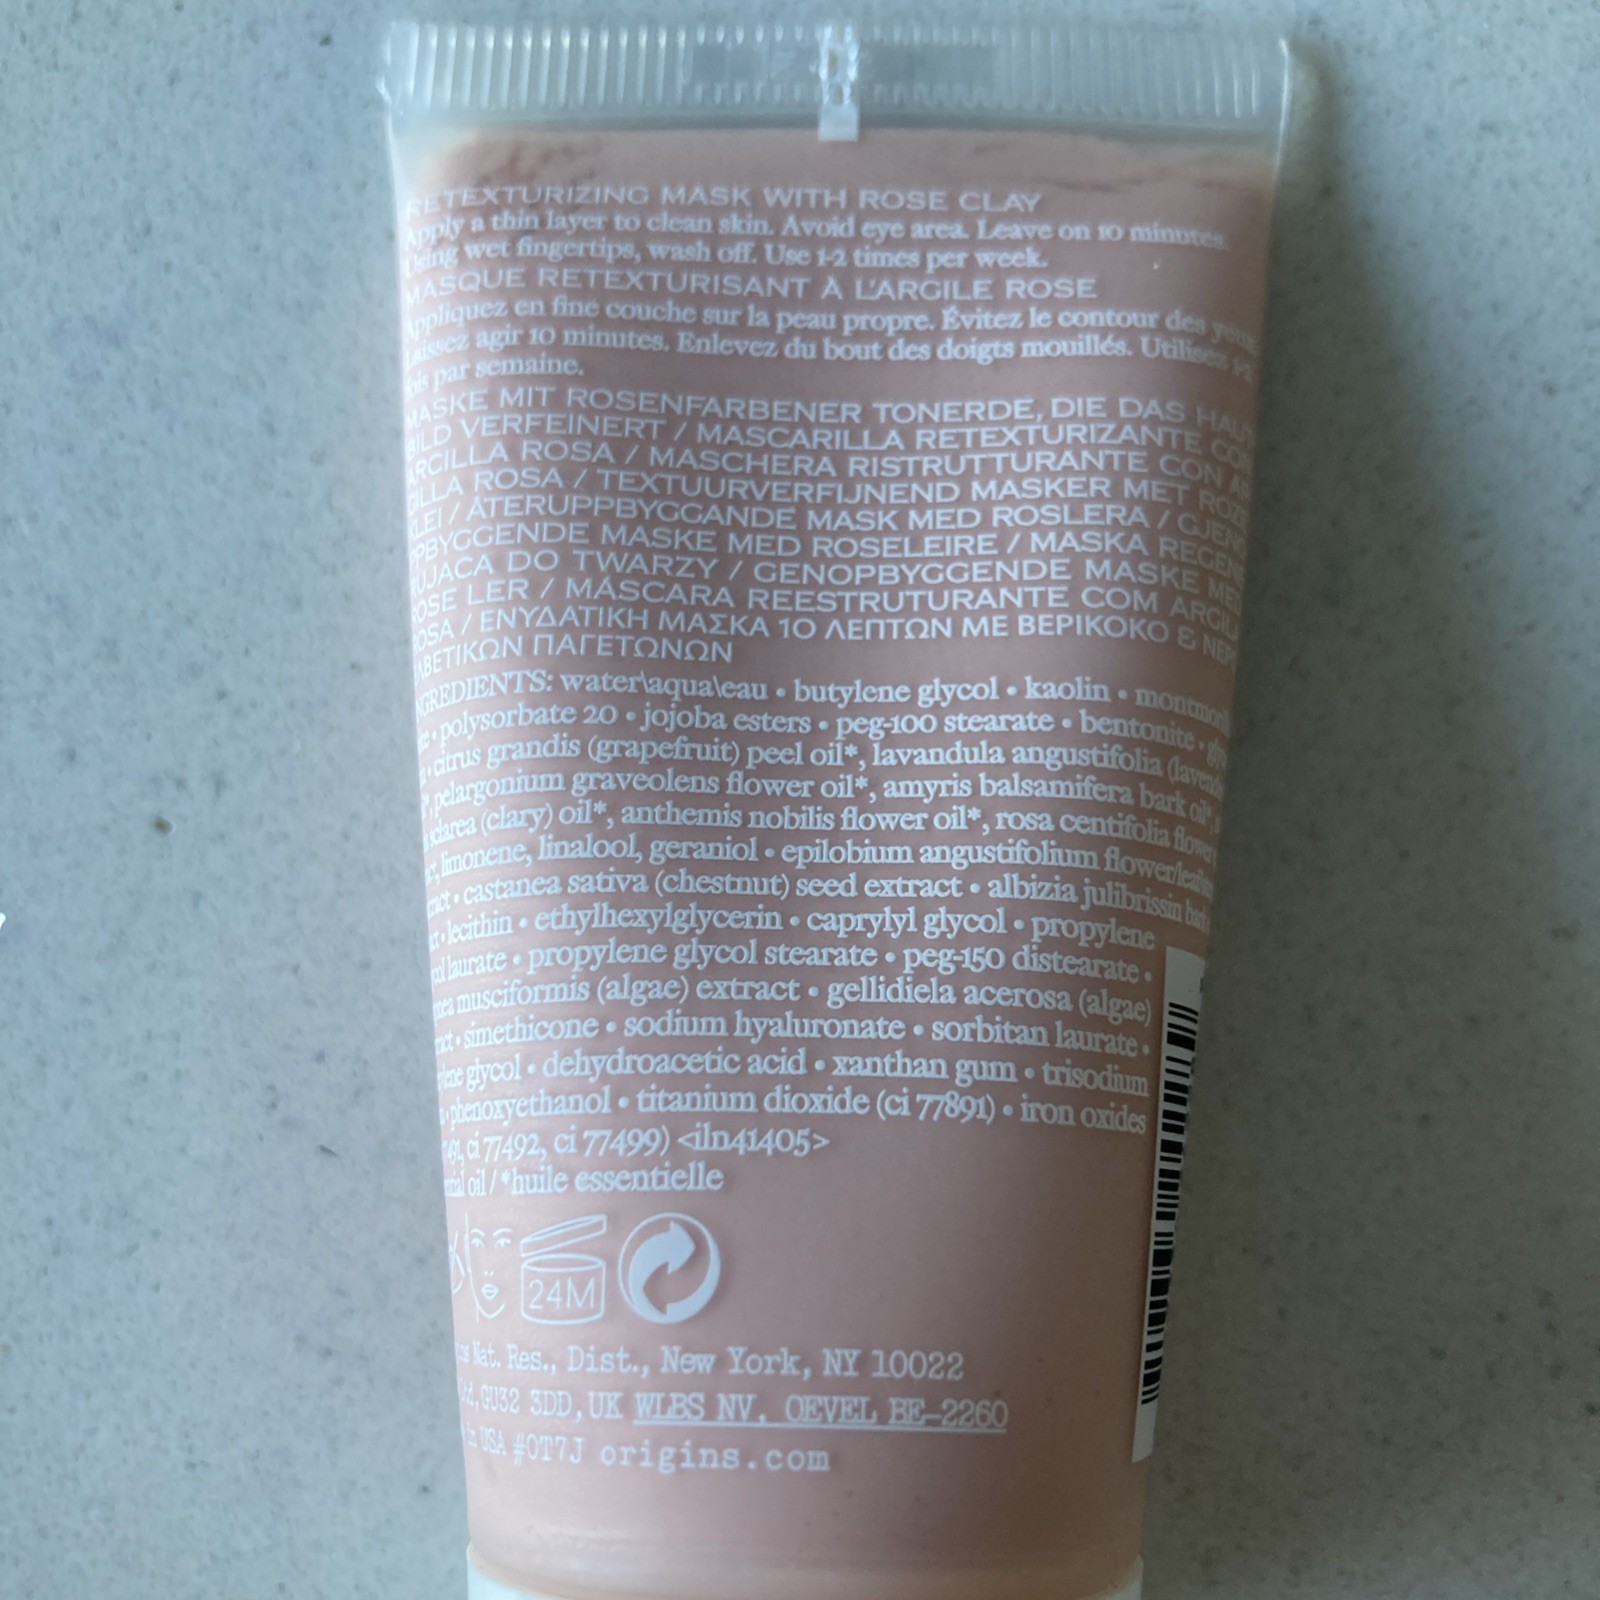 RETEXTURIZING MASK WITH ROSE CLAY
Apply a thin layer to clean skin. Avoid eye area. Leave on 10 minutes.
Using wet fingertips, wash off. Use 1-2 times per week.
MASQUE RETEXTURISANT À L'ARGILE ROSE
Appliquez en fine couche sur la peau propre. Évitez le contour des yeux.
Laissez agir 10 minutes. Enlevez du bout des doigts mouillés. Utilisez 1-2
fois par semaine.
MASKE MIT ROSENFARBENER TONERDE, DIE DAS HAUT
BILD VERFEINERT / MASCARILLA RETEXTURIZANTE CON
ARCILLA ROSA / MASCHERA RISTRUTTURANTE CON AR
GILLA ROSA / TEXTUURVERFIJNEND MASKER MET ROZE
KLEI / ÅTERUPPBYGGANDE MASK MED ROSLERA / GJENO
PPBYGGENDE MASKE MED ROSELEIRE / MASKA REGENE
RUJACA DO TWARZY / GENOPBYGGENDE MASKE MED
ROSE LER / MÁSCARA REESTRUTURANTE COM ARGILA
ROSA / ΕΝΥΔΑΤΙΚΗ ΜΑΣΚΑ 10 ΛΕΠΤΩΝ ΜΕ ΒΕΡΙΚΟΚΟ & ΝΕΡΟ
ΙΑΒΕΤΙΚΩΝ ΠΑΓΕΤΩΝΩΝ
INGREDIENTS: water\aqua\eau • butylene glycol • kaolin • montmorill
• polysorbate 20 • jojoba esters • peg-100 stearate • bentonite •
• citrus grandis (grapefruit) peel oil*, lavandula angustifolia (lavender
pelargonium graveolens flower oil*, amyris balsamifera bark oil*,
sclarea (clary) oil*, anthemis nobilis flower oil*, rosa centifolia flower
limonene, linalool, geraniol • epilobium angustifolium flower/leaf/
• castanea sativa (chestnut) seed extract • albizia julibrissin bark
• lecithin • ethylhexylglycerin • caprylyl glycol • propylene
laurate • propylene glycol stearate • peg-150 distearate •
musciformis (algae) extract • gellidiela acerosa (algae)
• simethicone • sodium hyaluronate • sorbitan laurate •
glycol • dehydroacetic acid • xanthan gum • trisodium
• phenoxyethanol • titanium dioxide (ci 77891) • iron oxides
ci 77492, ci 77499) <iln41405>
oil / *huile essentielle
24M
Nat. Res., Dist., New York, NY 10022
GU32 3DD, UK WLBS NV, OEVEL BE-2260
in USA #0T7J origins.com